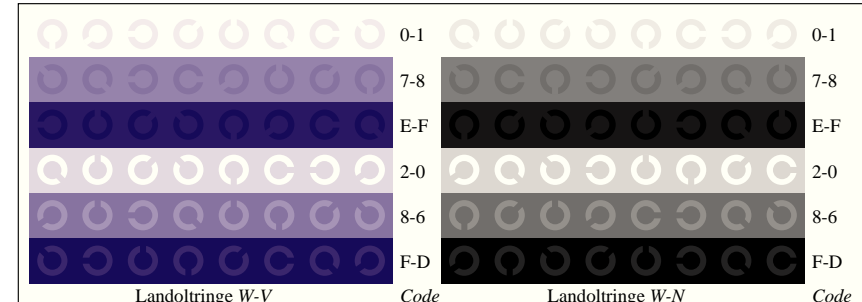 0-1 0-1
7-8 7-8
E-F E-F
2-0 2-0
8-6 8-6
F-D F-D
Landoltringe W-V Code Landoltringe W-N Code